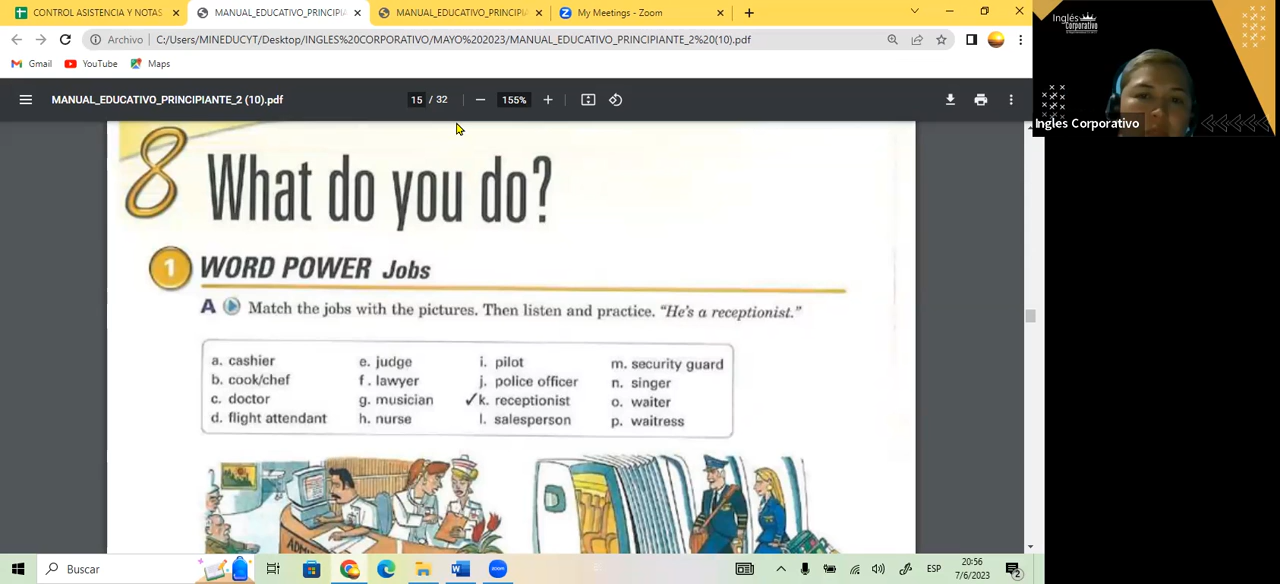 CONTROL ASISTENCIA Y NOTAS
MANUAL_EDUCATIVO_PRINCIPIA
MANUAL_EDUCATIVO_PRINCIPI
My Meetings - Zoom
Archivo
C:/Users/MINEDUCYT/Desktop/INGLES%20CORPORATIVO/MAYO%202023/MANUAL_EDUCATIVO_PRINCIPIANTE_2%20(10).pdf
Gmail
YouTube
Maps
MANUAL_EDUCATIVO_PRINCIPIANTE_2 (10).pdf
15 / 32
155%
8 What do you do?
1 WORD POWER Jobs
A Match the jobs with the pictures. Then listen and practice. “He's a receptionist.”
a. cashier e. judge i. pilot m. security guard
b. cook/chef f. lawyer j. police officer n. singer
c. doctor g. musician ✓k. receptionist o. waiter
d. flight attendant h. nurse l. salesperson p. waitress
Inglés
Corporativo
Ingles Corporativo
Buscar
ESP
20:56
7/6/2023
2